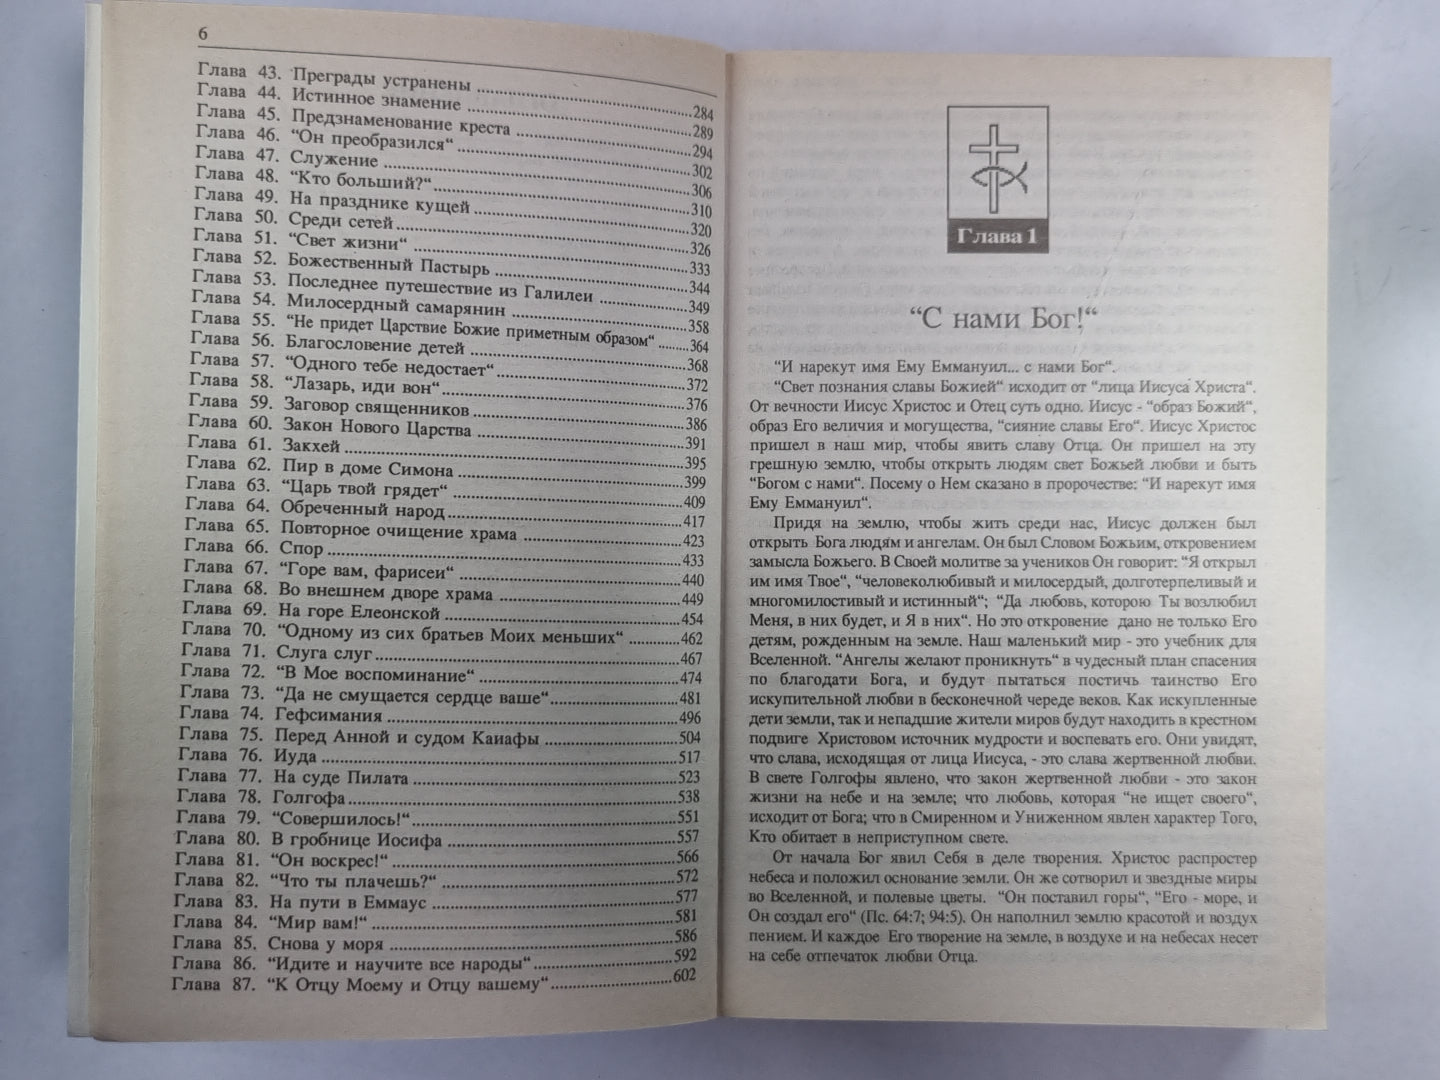 6
Глава 43. Преграды устранены ........ 284
Глава 44. Истинное знамение ........ 289
Глава 45. Предзнаменование креста ........ 294
Глава 46. “Он преобразился“ ........ 302
Глава 47. Служение ........ 306
Глава 48. “Кто больший?“ ........ 310
Глава 49. На празднике кущей ........ 320
Глава 50. Среди сетей ........ 326
Глава 51. “Свет жизни“ ........ 333
Глава 52. Божественный Пастырь ........ 344
Глава 53. Последнее путешествие из Галилеи ........ 349
Глава 54. Милосердный самарянин ........ 358
Глава 55. “Не придет Царствие Божие приметным образом“ ........ 364
Глава 56. Благословение детей ........ 368
Глава 57. “Одного тебе недостает“ ........ 372
Глава 58. “Лазарь, иди вон“ ........ 376
Глава 59. Заговор священников ........ 386
Глава 60. Закон Нового Царства ........ 391
Глава 61. Закхей ........ 395
Глава 62. Пир в доме Симона ........ 399
Глава 63. “Царь твой грядет“ ........ 409
Глава 64. Обреченный народ ........ 417
Глава 65. Повторное очищение храма ........ 423
Глава 66. Спор ........ 433
Глава 67. “Горе вам, фарисеи“ ........ 440
Глава 68. Во внешнем дворе храма ........ 449
Глава 69. На горе Елеонской ........ 454
Глава 70. “Одному из сих братьев Моих меньших“ ........ 462
Глава 71. Слуга слуг ........ 467
Глава 72. “В Мое воспоминание“ ........ 474
Глава 73. “Да не смущается сердце ваше“ ........ 481
Глава 74. Гефсимания ........ 496
Глава 75. Перед Анной и судом Каиафы ........ 504
Глава 76. Иуда ........ 517
Глава 77. На суде Пилата ........ 523
Глава 78. Голгофа ........ 538
Глава 79. “Совершилось!“ ........ 551
Глава 80. В гробнице Иосифа ........ 557
Глава 81. “Он воскрес!“ ........ 566
Глава 82. “Что ты плачешь?“ ........ 572
Глава 83. На пути в Еммаус ........ 577
Глава 84. “Мир вам!“ ........ 581
Глава 85. Снова у моря ........ 586
Глава 86. “Идите и научите все народы“ ........ 592
Глава 87. “К Отцу Моему и Отцу вашему“ ........ 602
Глава 1
“С нами Бог!“
“И нарекут имя Ему Еммануил... с нами Бог“.
“Свет познания славы Божией“ исходит от “лица Иисуса Христа“.
От вечности Иисус Христос и Отец суть одно. Иисус - “образ Божий“,
образ Его величия и могущества, “сияние славы Его“. Иисус Христос
пришел в наш мир, чтобы явить славу Отца. Он пришел на эту
грешную землю, чтобы открыть людям свет Божьей любви и быть
“Богом с нами“. Посему о Нем сказано в пророчестве: “И нарекут имя
Ему Еммануил“.
Придя на землю, чтобы жить среди нас, Иисус должен был
открыть Бога людям и ангелам. Он был Словом Божьим, откровением
замысла Божьего. В Своей молитве за учеников Он говорит: “Я открыл
им имя Твое“, “человеколюбивый и милосердый, долготерпеливый и
многомилостивый и истинный“; “Да любовь, которою Ты возлюбил
Меня, в них будет, и Я в них“. Но это откровение дано не только Его
детям, рожденным на земле. Наш маленький мир - это учебник для
Вселенной. “Ангелы желают проникнуть“ в чудесный план спасения
по благодати Бога, и будут пытаться постичь таинство Его
искупительной любви в бесконечной череде веков. Как искупленные
дети земли, так и непадшие жители миров будут находить в крестном
подвиге Христовом источник мудрости и воспевать его. Они увидят,
что слава, исходящая от лица Иисуса, - это слава жертвенной любви.
В свете Голгофы явлено, что закон жертвенной любви - это закон
жизни на небе и на земле; что любовь, которая “не ищет своего“,
исходит от Бога; что в Смиренном и Униженном явлен характер Того,
Кто обитает в неприступном свете.
От начала Бог явил Себя в деле творения. Христос распростер
небеса и положил основание земли. Он же сотворил и звездные миры
во Вселенной, и полевые цветы. “Он поставил горы“, “Его - море, и
Он создал его“ (Пс. 64:7; 94:5). Он наполнил землю красотой и воздух
пением. И каждое Его творение на земле, в воздухе и на небесах несет
на себе отпечаток любви Отца.